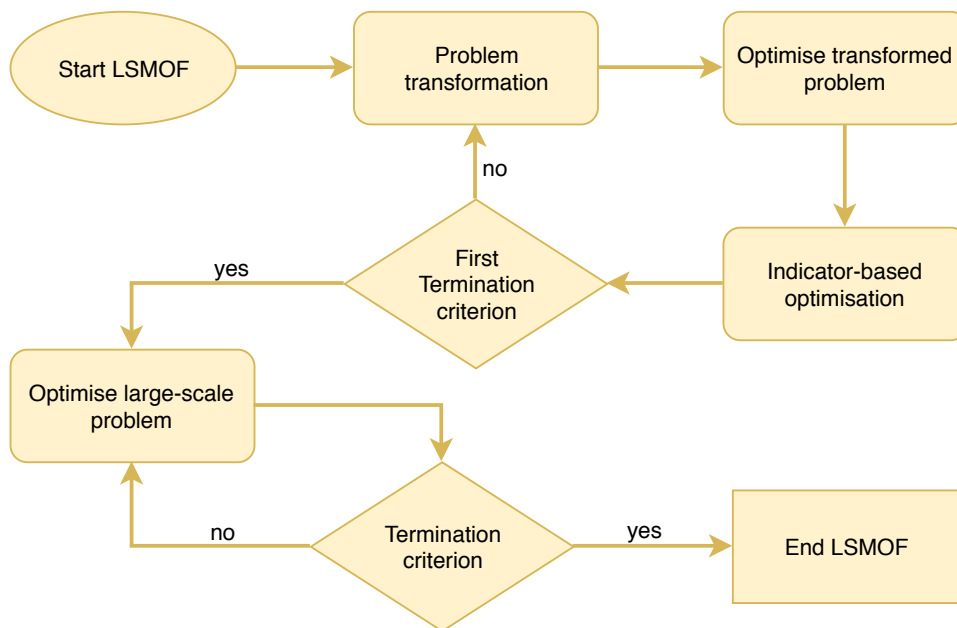 Start LSMOF
Problem
transformation
Optimise transformed
problem
Indicator-based
optimisation
First
Termination
criterion
no
yes
Optimise large-scale
problem
Termination
criterion
no
yes
End LSMOF